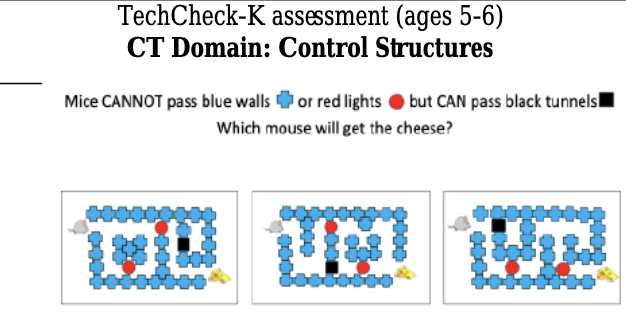 TechCheck-K assessment (ages 5-6)
CT Domain: Control Structures
Mice CANNOT pass blue walls or red lights but CAN pass black tunnels
Which mouse will get the cheese?